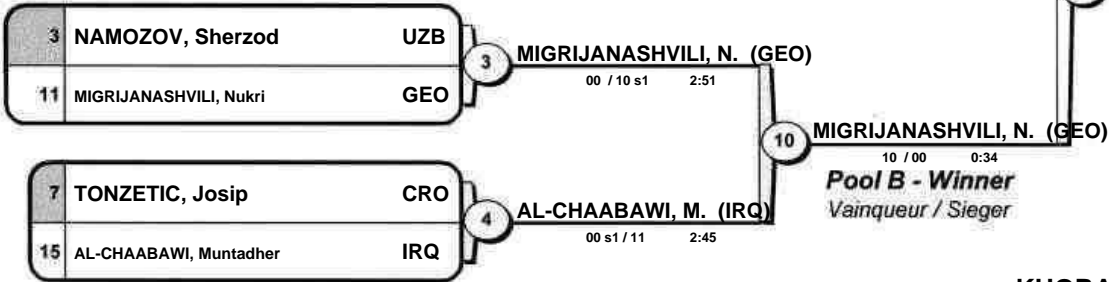 3 NAMOZOV, Sherzod UZB
3
MIGRIJANASHVILI, N. (GEO)
00 / 10 s1 2:51
11 MIGRIJANASHVILI, Nukri GEO
10
MIGRIJANASHVILI, N. (GEO)
10 / 00 0:34
Pool B - Winner
Vainqueur / Sieger
7 TONZETIC, Josip CRO
4
AL-CHAABAWI, M. (IRQ)
00 s1 / 11 2:45
15 AL-CHAABAWI, Muntadher IRQ